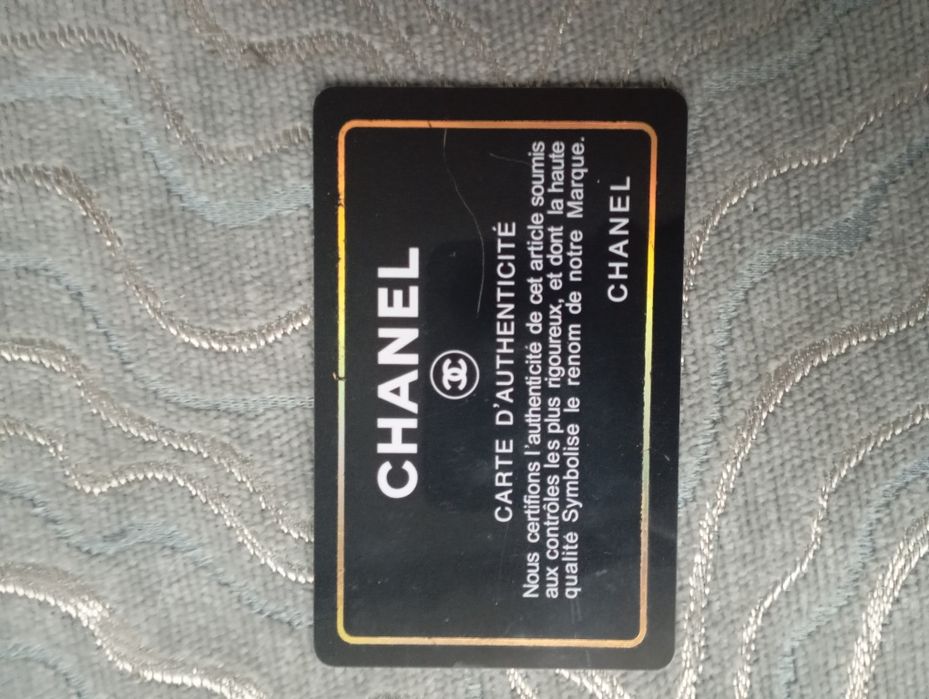 CHANEL
CARTE D'AUTHENTICITÉ
Nous certifions l'authenticité de cet article soumis
aux contrôles les plus rigoureux, et dont la haute
qualité Symbolise le renom de notre Marque.
CHANEL